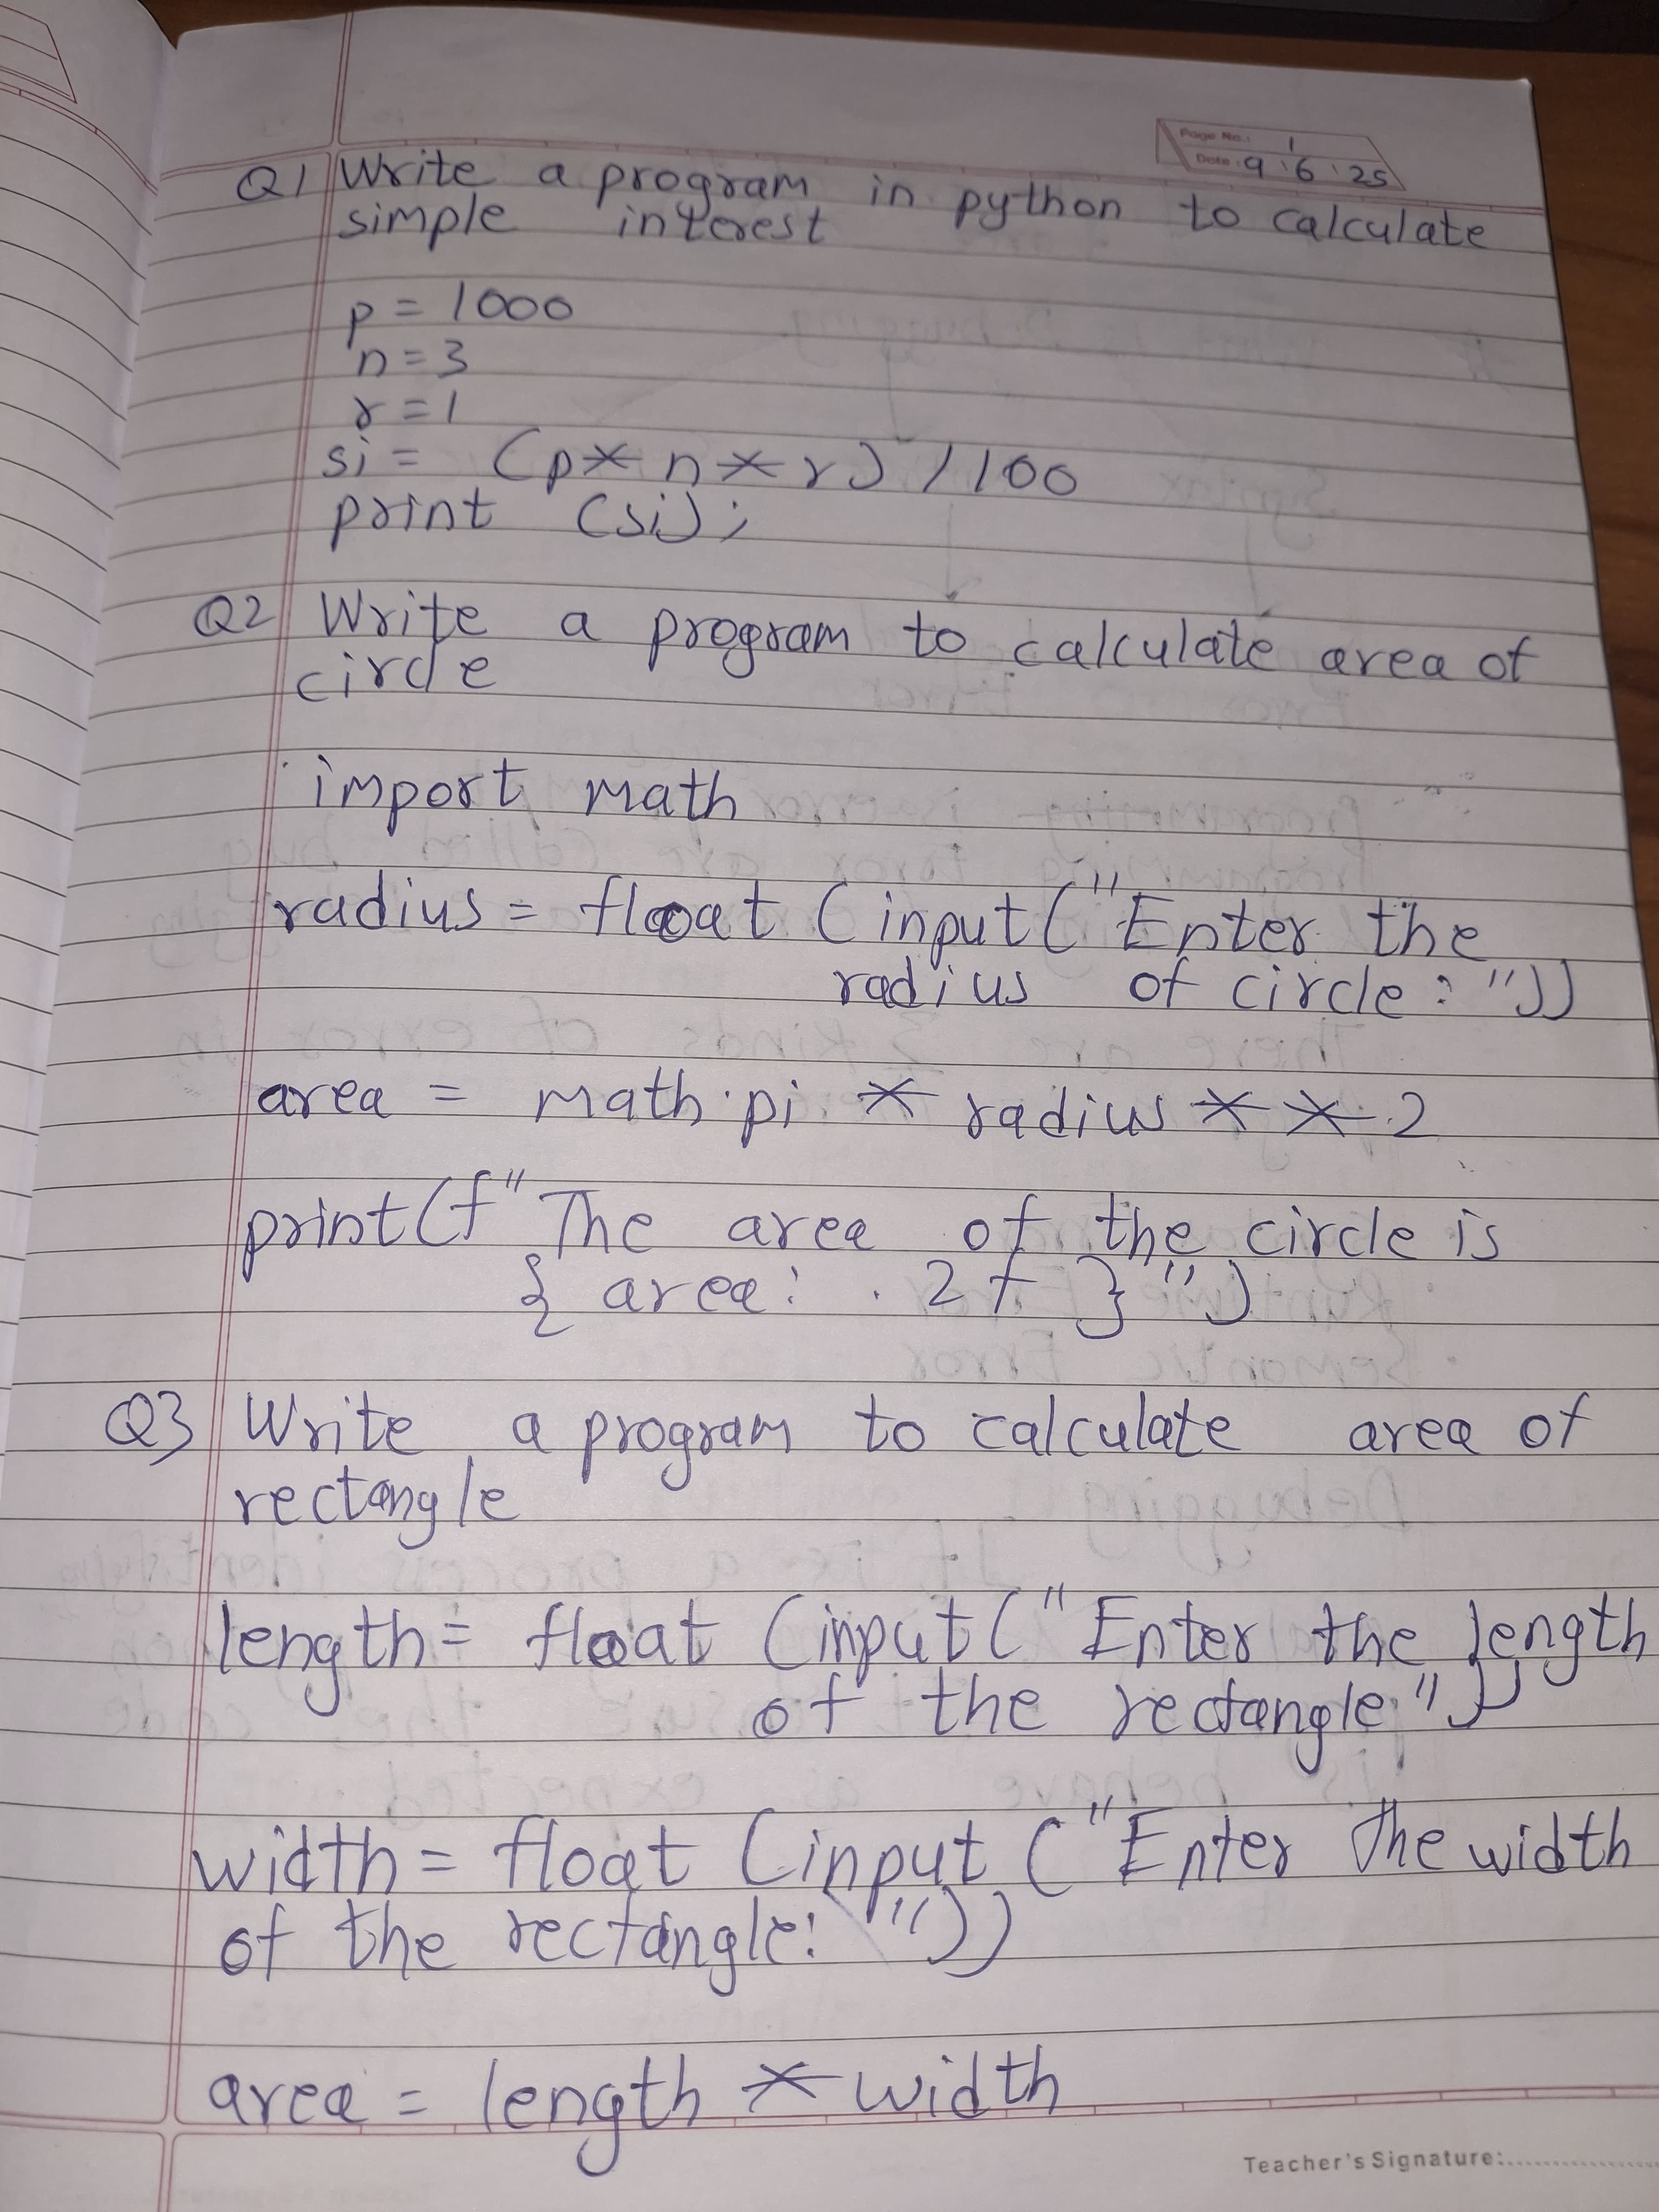 Page No.: 1
Date: 9.6.25
Q1 Write a program in python to calculate
simple interest
p = 1000
n = 3
r = 1
si = (p * n * r) / 100
print (si);
Q2 Write a program to calculate area of
circle
import math
radius = float (input("Enter the
radius of circle : "))
area = math.pi * radius * * 2
print(f"The area of the circle is
{ area: .2f }")
Q3 Write a program to calculate area of
rectangle
length = float (input("Enter the length
of the rectangle:"))
width = float (input ("Enter the width
of the rectangle: "))
area = length * width
Teacher's Signature:..................